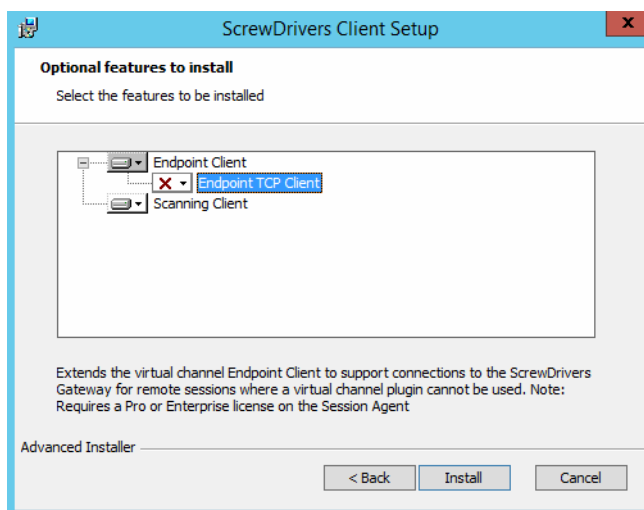 ScrewDrivers Client Setup
x
Optional features to install
Select the features to be installed
Endpoint Client
Endpoint TCP Client
Scanning Client
Extends the virtual channel Endpoint Client to support connections to the ScrewDrivers
Gateway for remote sessions where a virtual channel plugin cannot be used. Note:
Requires a Pro or Enterprise license on the Session Agent
Advanced Installer
< Back Install Cancel